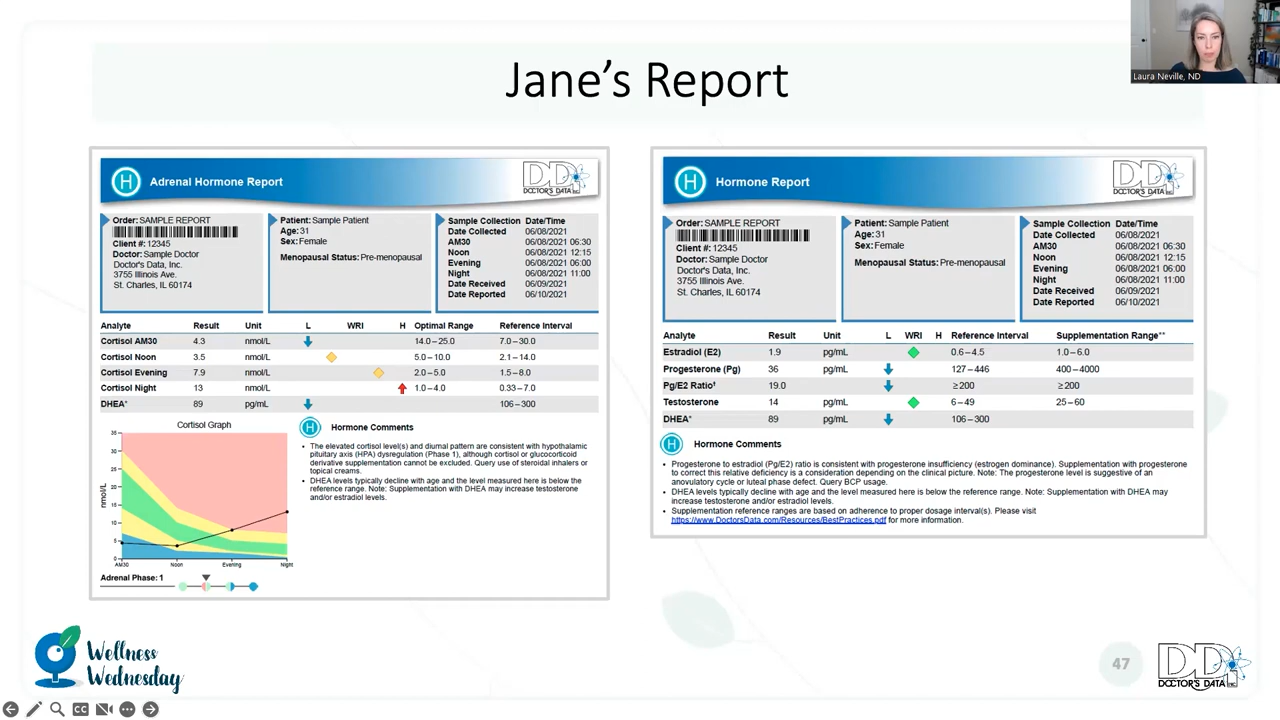 Jane's Report
Laura Neville, ND
Adrenal Hormone Report
DOCTOR'S DATA INC.
Order: SAMPLE REPORT
Client #: 12345
Doctor: Sample Doctor
Doctor's Data, Inc.
3755 Illinois Ave.
St. Charles, IL 60174
Patient: Sample Patient
Age: 31
Sex: Female
Menopausal Status: Pre-menopausal
Sample Collection Date/Time
Date Collected 06/08/2021
AM30 06/08/2021 06:30
Noon 06/08/2021 12:15
Evening 06/08/2021 06:00
Night 06/08/2021 11:00
Date Received 06/09/2021
Date Reported 06/10/2021
Analyte Result Unit L WRI H Optimal Range Reference Interval
Cortisol AM30 4.3 nmol/L 14.0–25.0 7.0–30.0
Cortisol Noon 3.5 nmol/L 5.0–10.0 2.1–14.0
Cortisol Evening 7.9 nmol/L 2.0–5.0 1.5–8.0
Cortisol Night 13 nmol/L 1.0–4.0 0.33–7.0
DHEA* 89 pg/mL 106–300
Cortisol Graph
nmol/L
35
30
25
20
15
10
5
0
AM30 Noon Evening Night
Adrenal Phase: 1
H Hormone Comments
• The elevated cortisol level(s) and diurnal pattern are consistent with hypothalamic
pituitary axis (HPA) dysregulation (Phase 1), although cortisol or glucocorticoid
derivative supplementation cannot be excluded. Query use of steroidal inhalers or
topical creams.
• DHEA levels typically decline with age and the level measured here is below the
reference range. Note: Supplementation with DHEA may increase testosterone
and/or estradiol levels.
H Hormone Report
DOCTOR'S DATA INC.
Order: SAMPLE REPORT
Client #: 12345
Doctor: Sample Doctor
Doctor's Data, Inc.
3755 Illinois Ave.
St. Charles, IL 60174
Patient: Sample Patient
Age: 31
Sex: Female
Menopausal Status: Pre-menopausal
Sample Collection Date/Time
Date Collected 06/08/2021
AM30 06/08/2021 06:30
Noon 06/08/2021 12:15
Evening 06/08/2021 06:00
Night 06/08/2021 11:00
Date Received 06/09/2021
Date Reported 06/10/2021
Analyte Result Unit L WRI H Reference Interval Supplementation Range**
Estradiol (E2) 1.9 pg/mL 0.6–4.5 1.0–6.0
Progesterone (Pg) 36 pg/mL 127–446 400–4000
Pg/E2 Ratio† 19.0 ≥200 ≥200
Testosterone 14 pg/mL 6–49 25–60
DHEA* 89 pg/mL 106–300
H Hormone Comments
• Progesterone to estradiol (Pg/E2) ratio is consistent with progesterone insufficiency (estrogen dominance). Supplementation with progesterone
to correct this relative deficiency is a consideration depending on the clinical picture. Note: The progesterone level is suggestive of an
anovulatory cycle or luteal phase defect. Query BCP usage.
• DHEA levels typically decline with age and the level measured here is below the reference range. Note: Supplementation with DHEA may
increase testosterone and/or estradiol levels.
• Supplementation reference ranges are based on adherence to proper dosage interval(s). Please visit
https://www.DoctorsData.com/Resources/BestPractices.pdf for more information.
Wellness
Wednesday
47
DOCTOR'S DATA INC.
CC